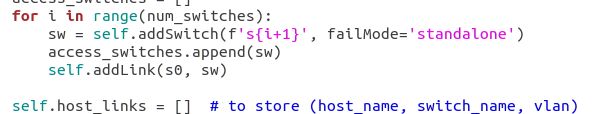 access_switches = []
for i in range(num_switches):
    sw = self.addSwitch(f's{i+1}', failMode='standalone')
    access_switches.append(sw)
    self.addLink(s0, sw)

self.host_links = []  # to store (host_name, switch_name, vlan)